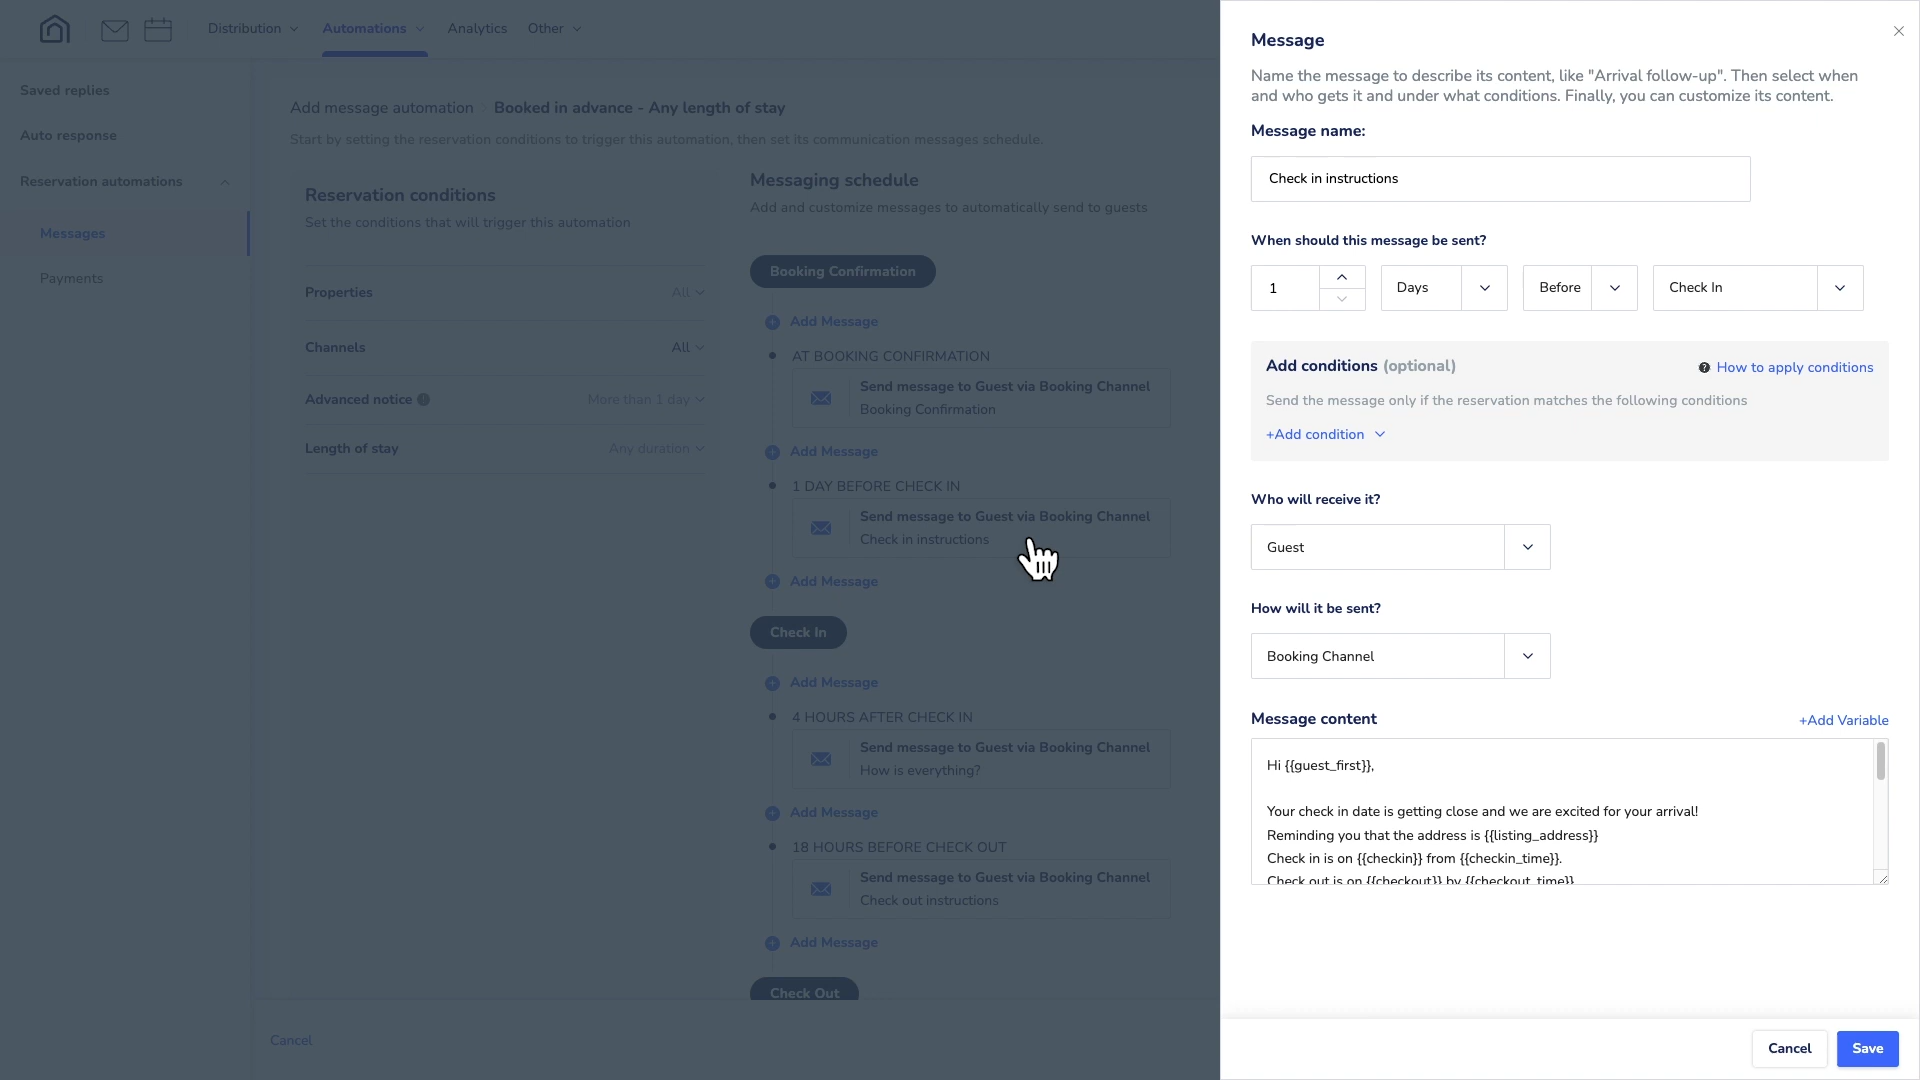 Distribution
Automations
Analytics
Other
Saved replies
Auto response
Reservation automations
Messages
Payments
Add message automation
Booked in advance - Any length of stay
Start by setting the reservation conditions to trigger this automation, then set its communication messages schedule.
Reservation conditions
Set the conditions that will trigger this automation
Properties All
Channels All
Advanced notice More than 1 day
Length of stay Any duration
Messaging schedule
Add and customize messages to automatically send to guests
Booking Confirmation
Add Message
AT BOOKING CONFIRMATION
Send message to Guest via Booking Channel
Booking Confirmation
Add Message
1 DAY BEFORE CHECK IN
Send message to Guest via Booking Channel
Check in instructions
Add Message
Check In
Add Message
4 HOURS AFTER CHECK IN
Send message to Guest via Booking Channel
How is everything?
Add Message
18 HOURS BEFORE CHECK OUT
Send message to Guest via Booking Channel
Check out instructions
Add Message
Check Out
Cancel
Message
Name the message to describe its content, like "Arrival follow-up". Then select when
and who gets it and under what conditions. Finally, you can customize its content.
Message name:
Check in instructions
When should this message be sent?
1 Days Before Check In
Add conditions (optional)
How to apply conditions
Send the message only if the reservation matches the following conditions
+Add condition
Who will receive it?
Guest
How will it be sent?
Booking Channel
Message content
+Add Variable
Hi {{guest_first}},
Your check in date is getting close and we are excited for your arrival!
Reminding you that the address is {{listing_address}}
Check in is on {{checkin}} from {{checkin_time}}.
Check out is on {{checkout}} by {{checkout_time}}
Cancel
Save